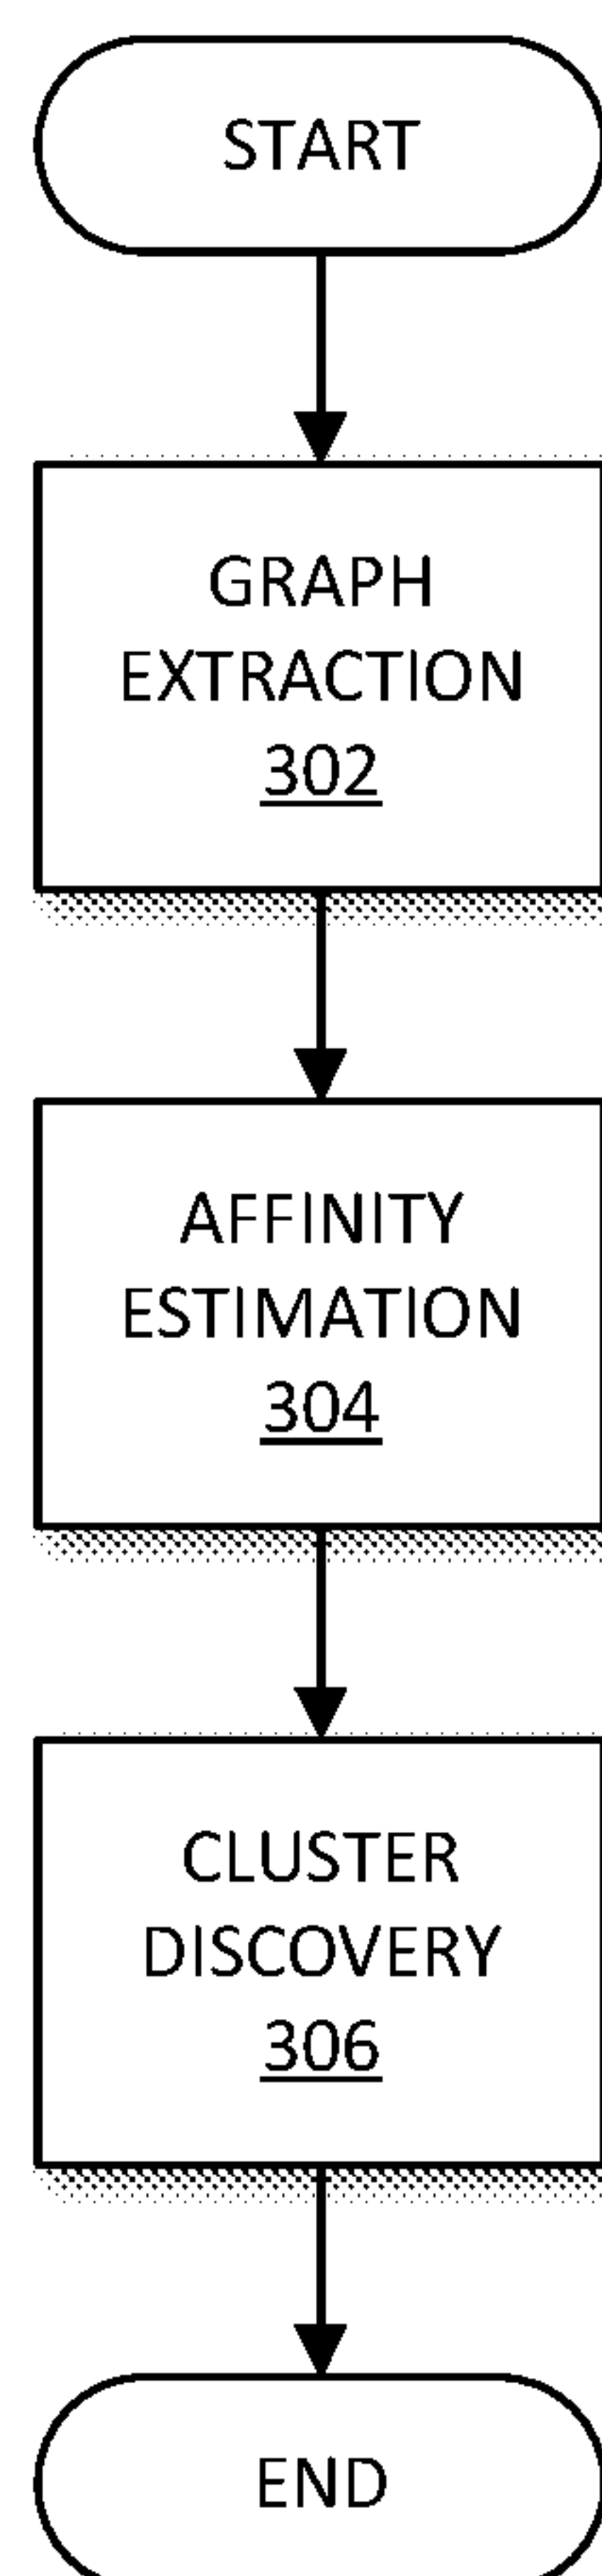 START
GRAPH
EXTRACTION
302
AFFINITY
ESTIMATION
304
CLUSTER
DISCOVERY
306
END